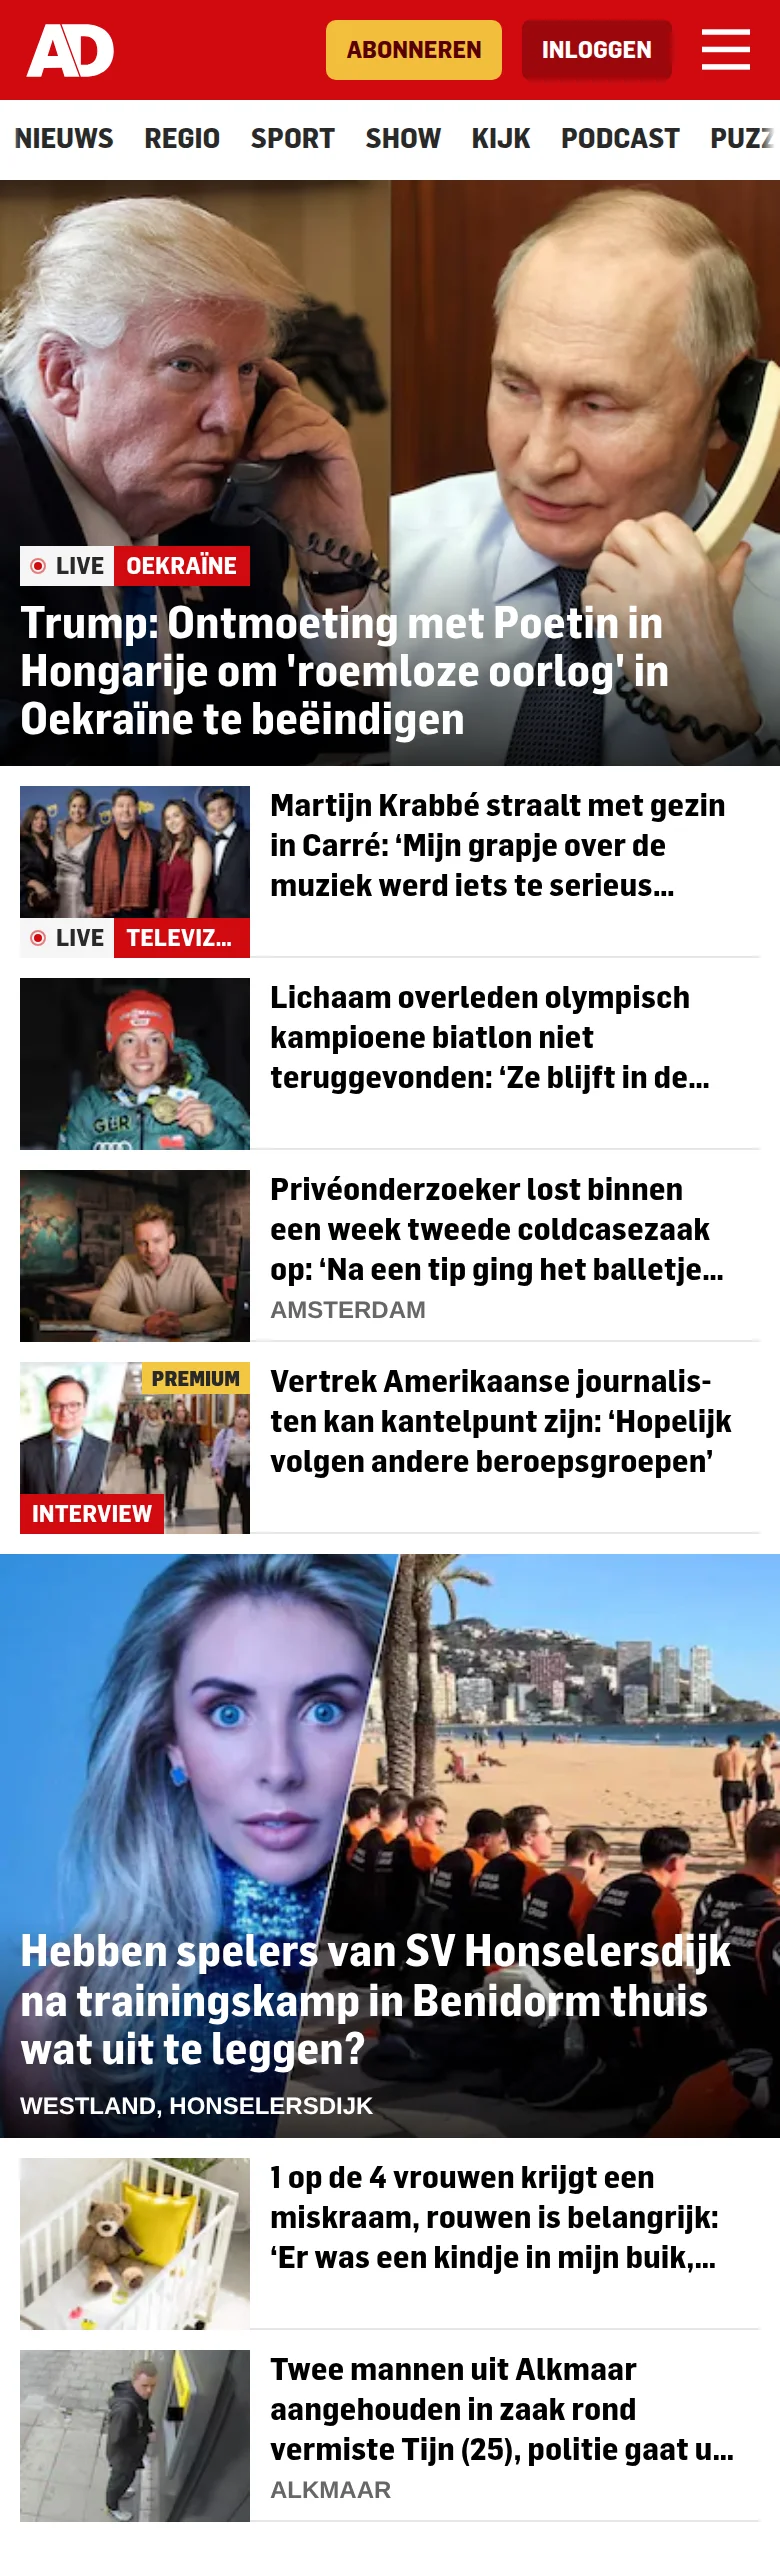 AD
ABONNEREN
INLOGGEN
NIEUWS REGIO SPORT SHOW KIJK PODCAST PUZZ
LIVE OEKRAÏNE
Trump: Ontmoeting met Poetin in
Hongarije om 'roemloze oorlog' in
Oekraïne te beëindigen
Martijn Krabbé straalt met gezin
in Carré: ‘Mijn grapje over de
muziek werd iets te serieus...
LIVE TELEVIZ...
Lichaam overleden olympisch
kampioene biatlon niet
teruggevonden: ‘Ze blijft in de...
GER
Privéonderzoeker lost binnen
een week tweede coldcasezaak
op: ‘Na een tip ging het balletje...
AMSTERDAM
PREMIUM
INTERVIEW
Vertrek Amerikaanse journalis-
ten kan kantelpunt zijn: ‘Hopelijk
volgen andere beroepsgroepen’
Hebben spelers van SV Honselersdijk
na trainingskamp in Benidorm thuis
wat uit te leggen?
WESTLAND, HONSELERSDIJK
1 op de 4 vrouwen krijgt een
miskraam, rouwen is belangrijk:
‘Er was een kindje in mijn buik,...
Twee mannen uit Alkmaar
aangehouden in zaak rond
vermiste Tijn (25), politie gaat u...
ALKMAAR